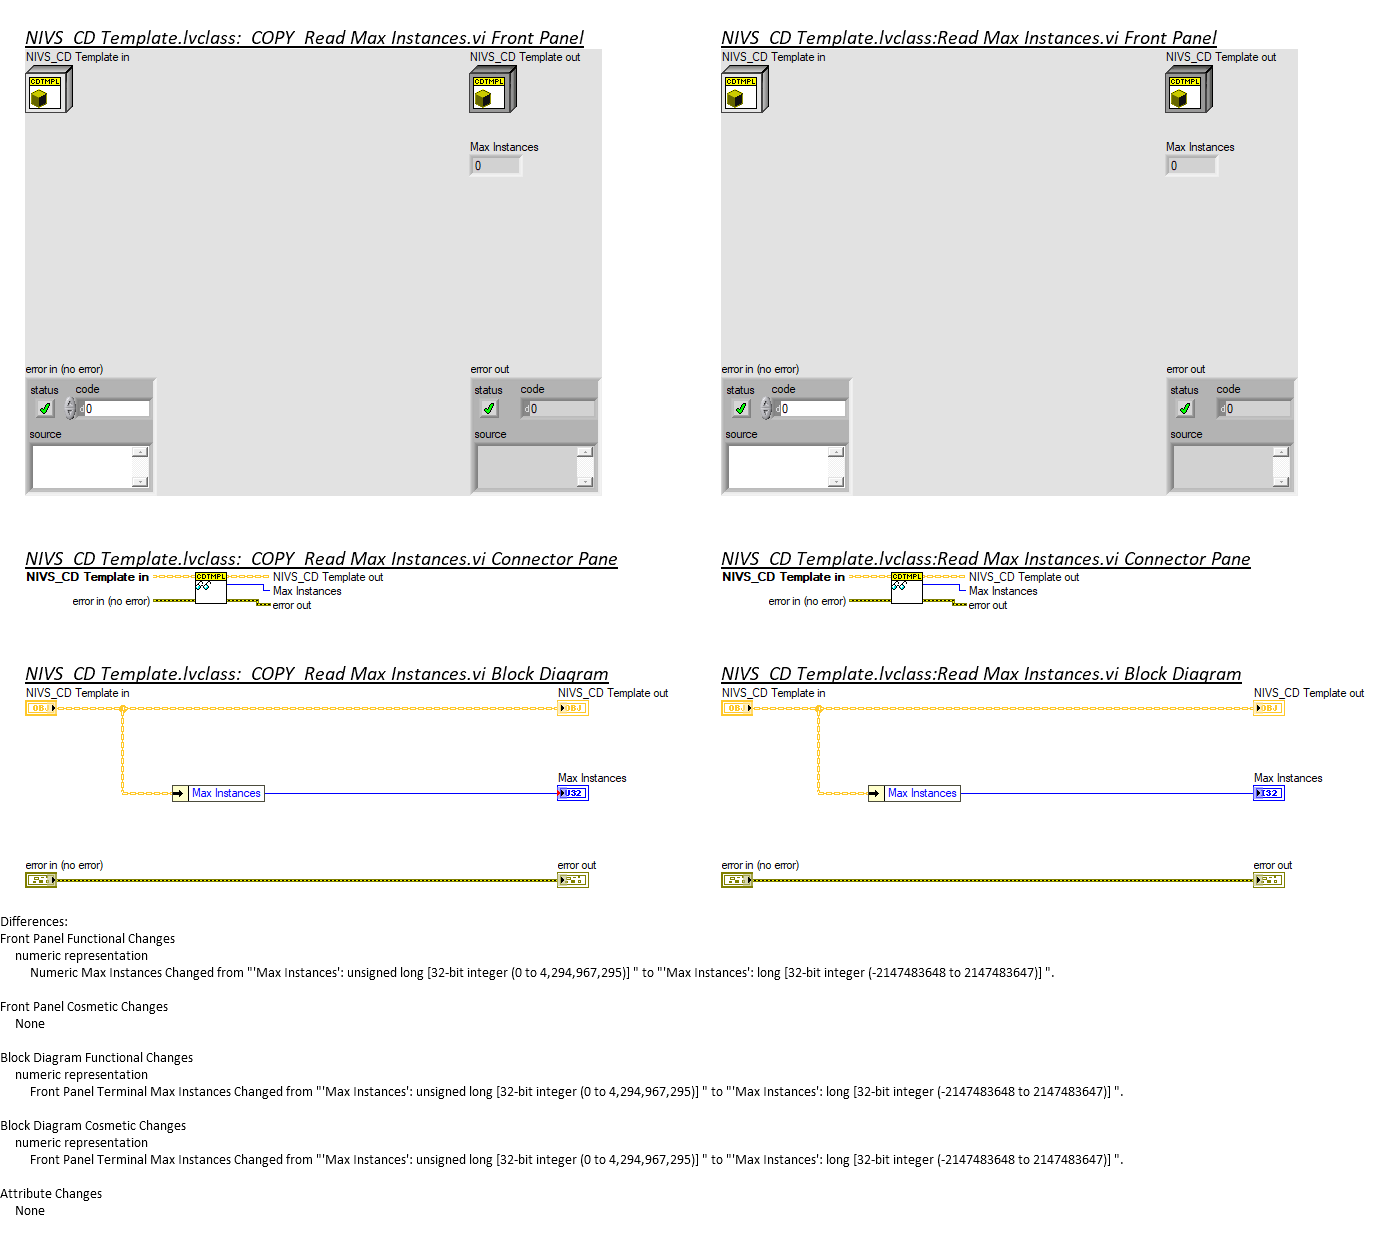 NIVS_CD Template.lvclass:_COPY_Read Max Instances.vi Front Panel
NIVS_CD Template in
NIVS_CD Template out
CDTMPL
CDTMPL
Max Instances
0
error in (no error)
status
code
d
0
source
error out
status
code
d
0
source
NIVS_CD Template.lvclass:Read Max Instances.vi Front Panel
NIVS_CD Template in
NIVS_CD Template out
CDTMPL
CDTMPL
Max Instances
0
error in (no error)
status
code
d
0
source
error out
status
code
d
0
source
NIVS_CD Template.lvclass:_COPY_Read Max Instances.vi Connector Pane
NIVS_CD Template in
CDTMPL
NIVS_CD Template out
Max Instances
error in (no error)
error out
NIVS_CD Template.lvclass:Read Max Instances.vi Connector Pane
NIVS_CD Template in
CDTMPL
NIVS_CD Template out
Max Instances
error in (no error)
error out
NIVS_CD Template.lvclass:_COPY_Read Max Instances.vi Block Diagram
NIVS_CD Template in
NIVS_CD Template out
OBJ
OBJ
Max Instances
Max Instances
U32
error in (no error)
error out
NIVS_CD Template.lvclass:Read Max Instances.vi Block Diagram
NIVS_CD Template in
NIVS_CD Template out
OBJ
OBJ
Max Instances
Max Instances
I32
error in (no error)
error out
Differences:
Front Panel Functional Changes
numeric representation
Numeric Max Instances Changed from "'Max Instances': unsigned long [32-bit integer (0 to 4,294,967,295)] " to "'Max Instances': long [32-bit integer (-2147483648 to 2147483647)] ".
Front Panel Cosmetic Changes
None
Block Diagram Functional Changes
numeric representation
Front Panel Terminal Max Instances Changed from "'Max Instances': unsigned long [32-bit integer (0 to 4,294,967,295)] " to "'Max Instances': long [32-bit integer (-2147483648 to 2147483647)] ".
Block Diagram Cosmetic Changes
numeric representation
Front Panel Terminal Max Instances Changed from "'Max Instances': unsigned long [32-bit integer (0 to 4,294,967,295)] " to "'Max Instances': long [32-bit integer (-2147483648 to 2147483647)] ".
Attribute Changes
None